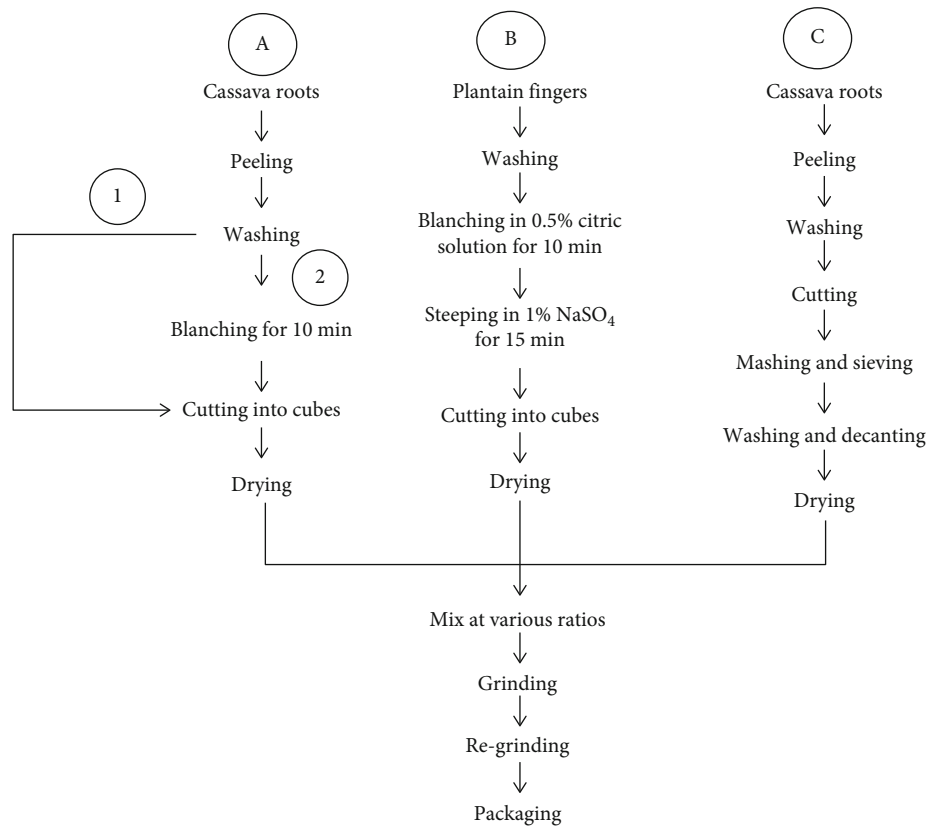 A
Cassava roots
Peeling
1
Washing
2
Blanching for 10 min
Cutting into cubes
Drying
B
Plantain fingers
Washing
Blanching in 0.5% citric
solution for 10 min
Steeping in 1% NaSO₄
for 15 min
Cutting into cubes
Drying
C
Cassava roots
Peeling
Washing
Cutting
Mashing and sieving
Washing and decanting
Drying
Mix at various ratios
Grinding
Re-grinding
Packaging